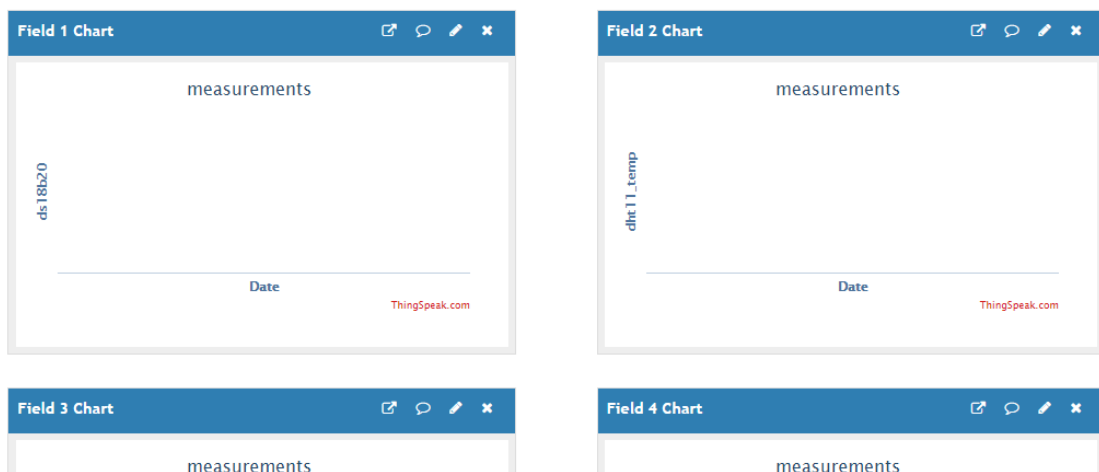 Field 1 Chart
measurements
ds18b20
Date
ThingSpeak.com
Field 2 Chart
measurements
dht11_temp
Date
ThingSpeak.com
Field 3 Chart
measurements
Field 4 Chart
measurements